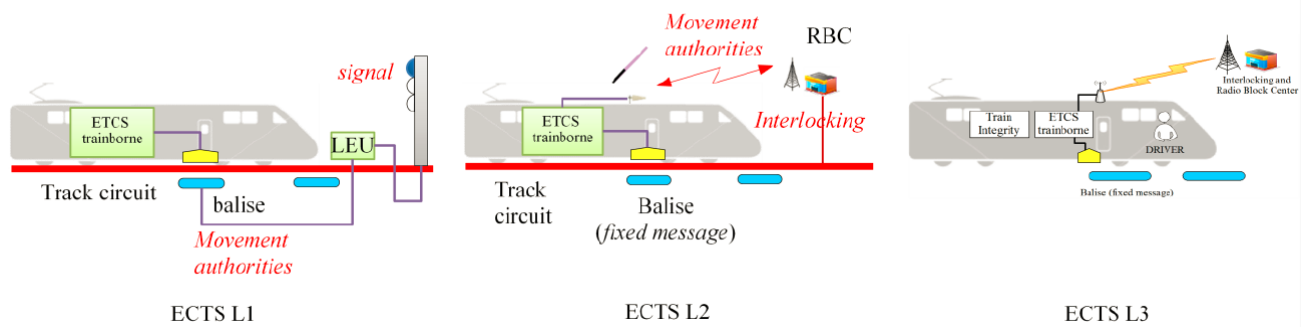 signal
ETCS
trainborne
LEU
Track circuit
balise
Movement
authorities
ECTS L1
Movement
authorities
RBC
ETCS
trainborne
Interlocking
Track
circuit
Balise
(fixed message)
ECTS L2
Interlocking and
Radio Block Center
Train
Integrity
ETCS
trainborne
DRIVER
Balise (fixed message)
ECTS L3